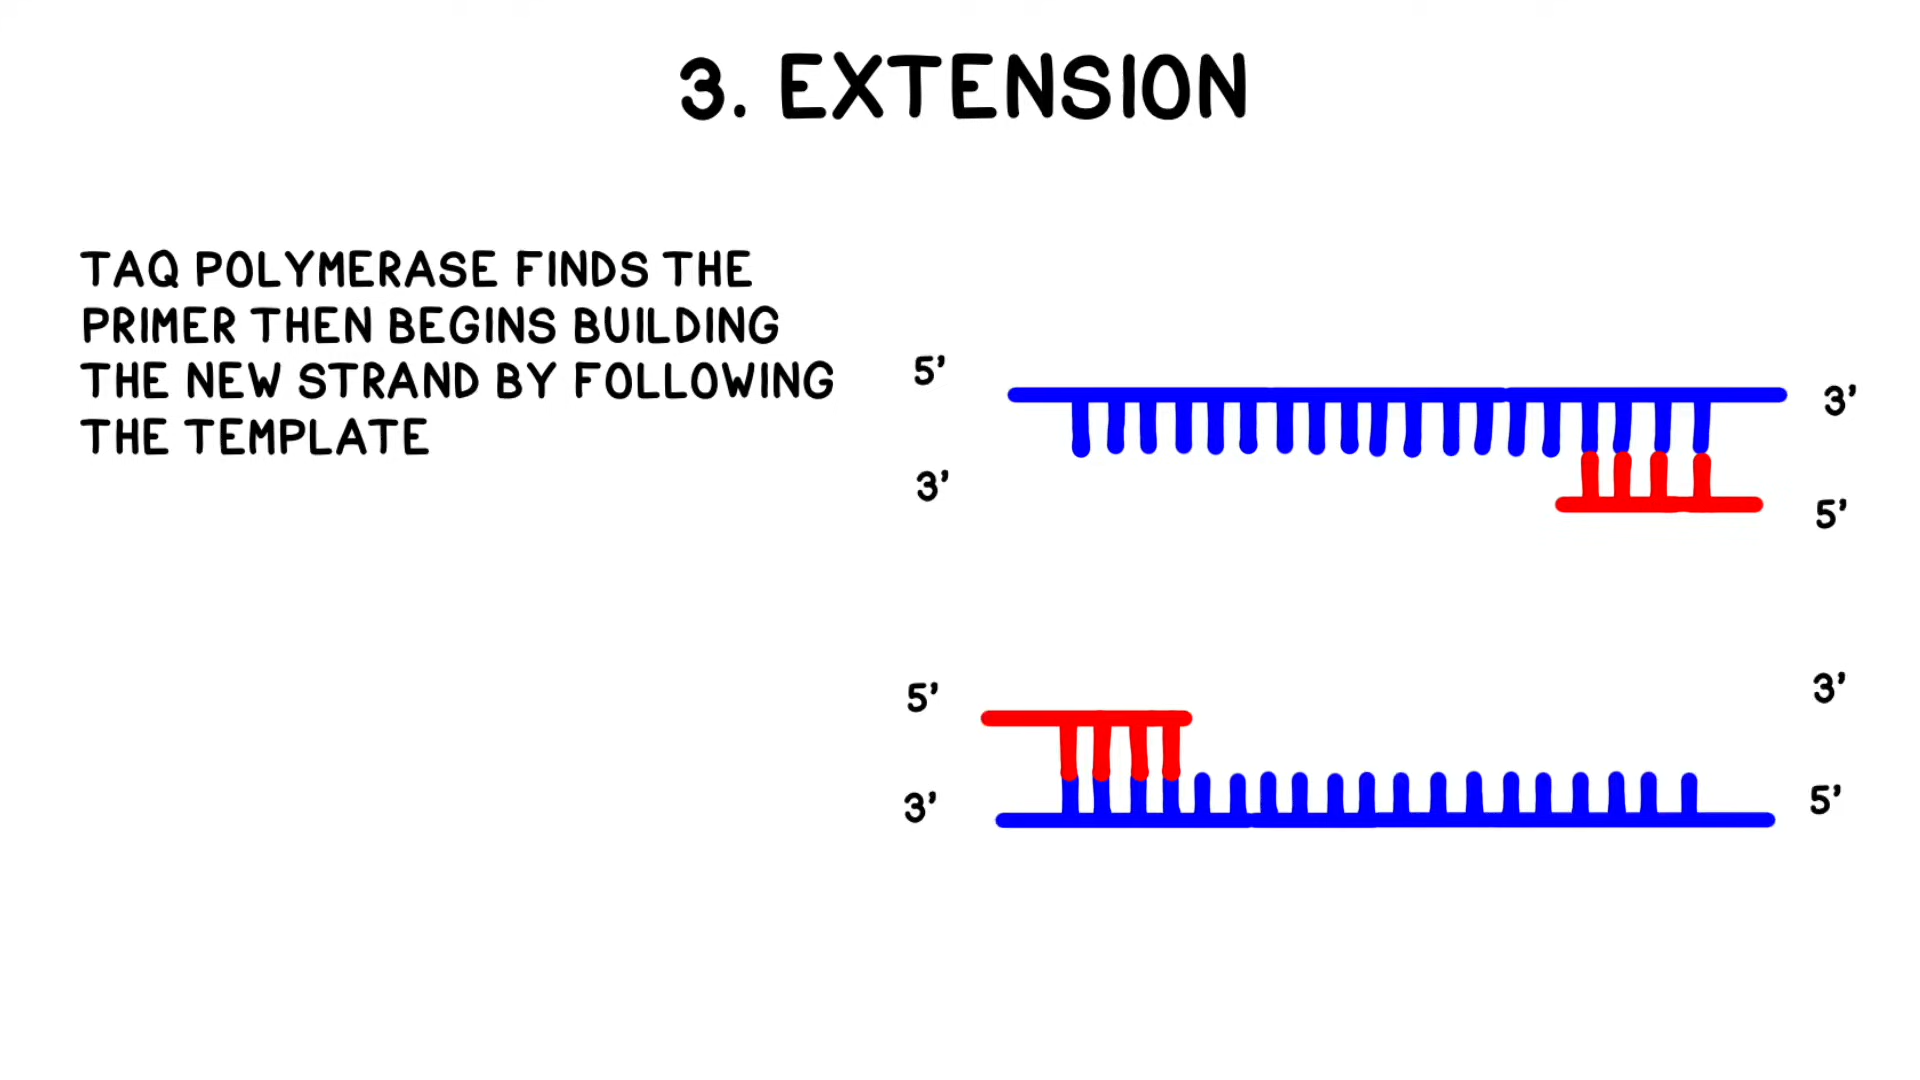 3. EXTENSION
TAQ POLYMERASE FINDS THE
PRIMER THEN BEGINS BUILDING
THE NEW STRAND BY FOLLOWING
THE TEMPLATE
5’
3’
3’
5’
5’
3’
3’
5’